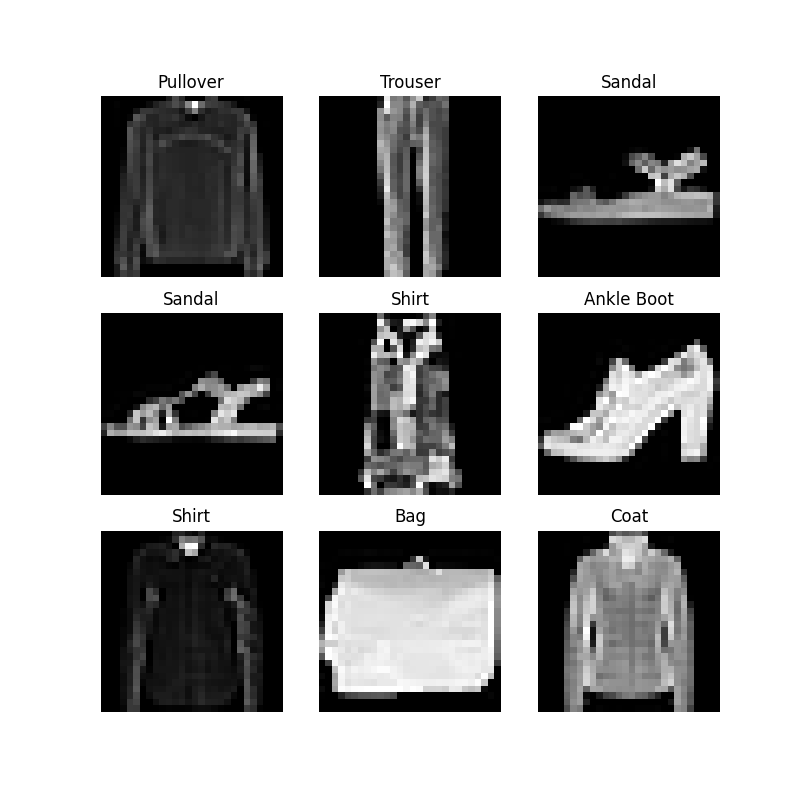 Pullover
Trouser
Sandal
Sandal
Shirt
Ankle Boot
Shirt
Bag
Coat